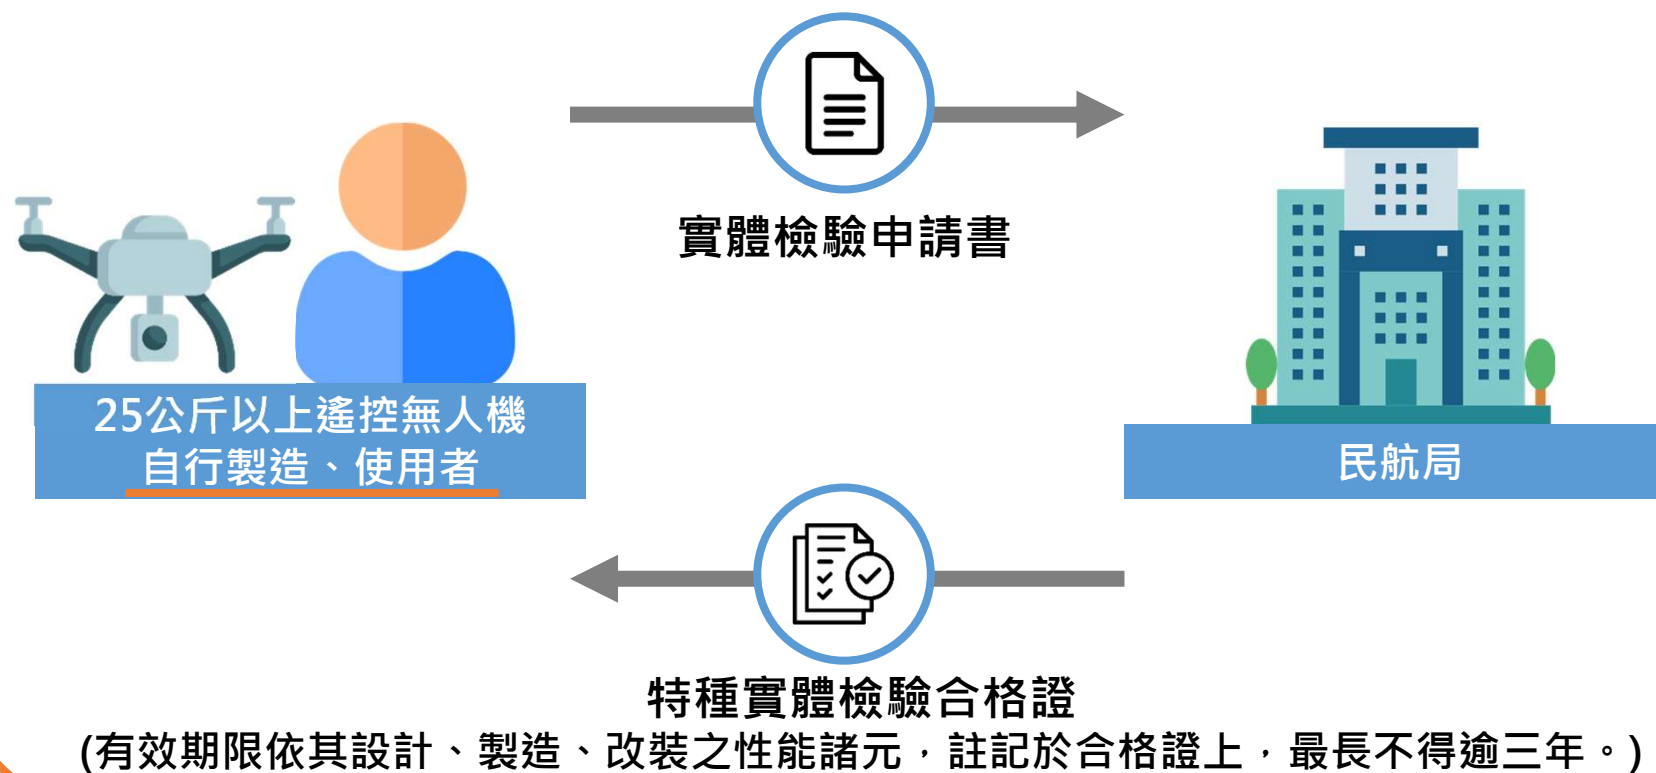 實體檢驗申請書
25公斤以上遙控無人機
自行製造、使用者
民航局
特種實體檢驗合格證
(有效期限依其設計、製造、改裝之性能諸元，註記於合格證上，最長不得逾三年。)